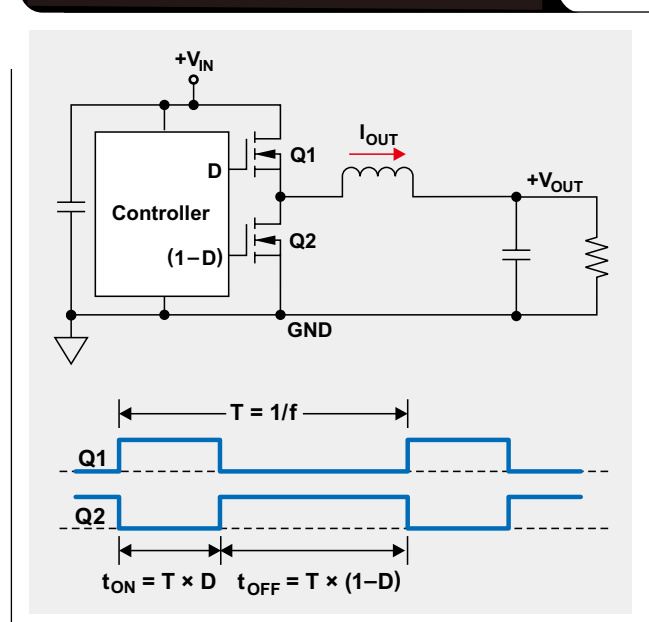 +VIN
IOUT
Q1
D
+VOUT
Controller
Q2
(1–D)
GND
T = 1/f
Q1
Q2
tON = T × D
tOFF = T × (1–D)